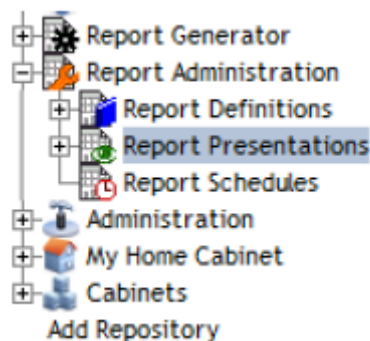 Report Generator
Report Administration
Report Definitions
Report Presentations
Report Schedules
Administration
My Home Cabinet
Cabinets
Add Repository